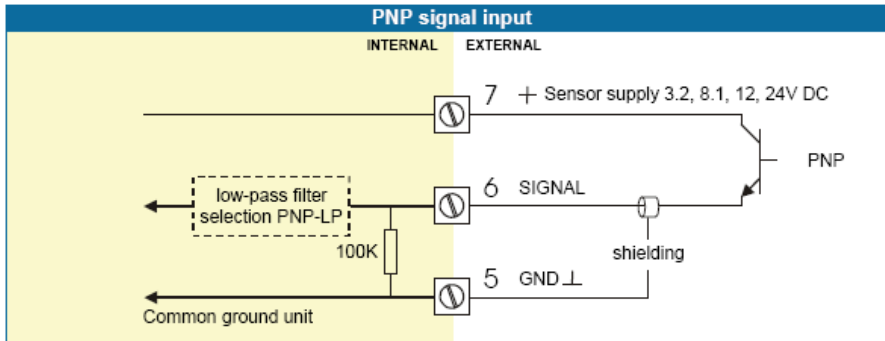 PNP signal input
INTERNAL EXTERNAL
7 + Sensor supply 3.2, 8.1, 12, 24V DC
PNP
low-pass filter
selection PNP-LP
6 SIGNAL
100K
shielding
5 GND ⊥
Common ground unit